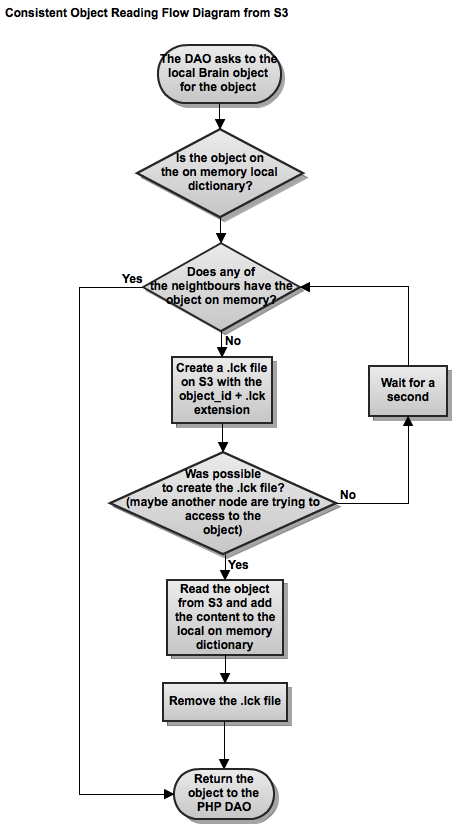 Consistent Object Reading Flow Diagram from S3
The DAO asks to the
local Brain object
for the object
Is the object on
the on memory local
dictionary?
Does any of
the neighbours have the
object on memory?
Yes
No
Create a .lck file
on S3 with the
object_id + .lck
extension
Wait for a
second
Was possible
to create the .lck file?
(maybe another node are trying to
access to the
object)
No
Yes
Read the object
from S3 and add
the content to the
local on memory
dictionary
Remove the .lck file
Return the
object to the
PHP DAO